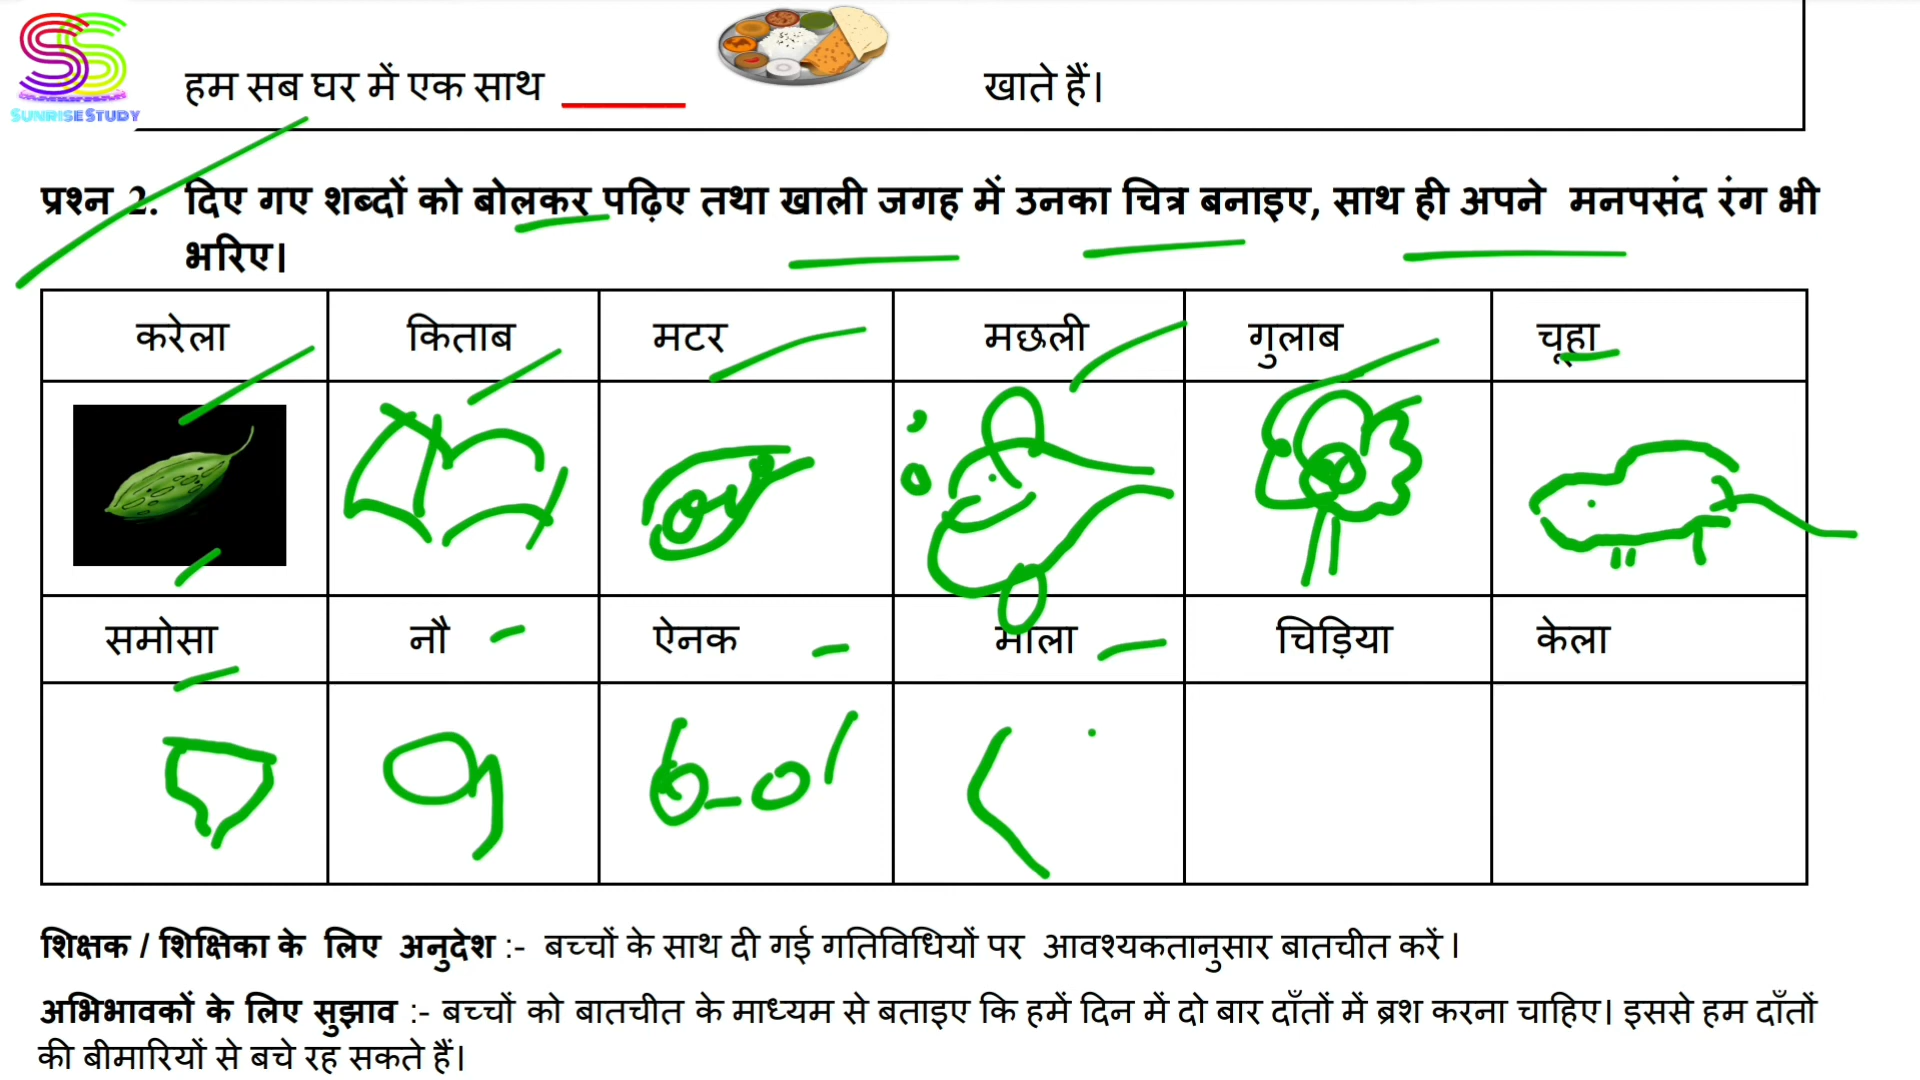 SS
SUNRISE STUDY
हम सब घर में एक साथ ______ खाते हैं।
प्रश्न 2. दिए गए शब्दों को बोलकर पढ़िए तथा खाली जगह में उनका चित्र बनाइए, साथ ही अपने मनपसंद रंग भी
भरिए।
करेला किताब मटर मछली गुलाब चूहा
समोसा नौ ऐनक माला चिड़िया केला
शिक्षक / शिक्षिका के लिए अनुदेश :- बच्चों के साथ दी गई गतिविधियों पर आवश्यकतानुसार बातचीत करें ।
अभिभावकों के लिए सुझाव :- बच्चों को बातचीत के माध्यम से बताइए कि हमें दिन में दो बार दाँतों में ब्रश करना चाहिए। इससे हम दाँतों
की बीमारियों से बचे रह सकते हैं।